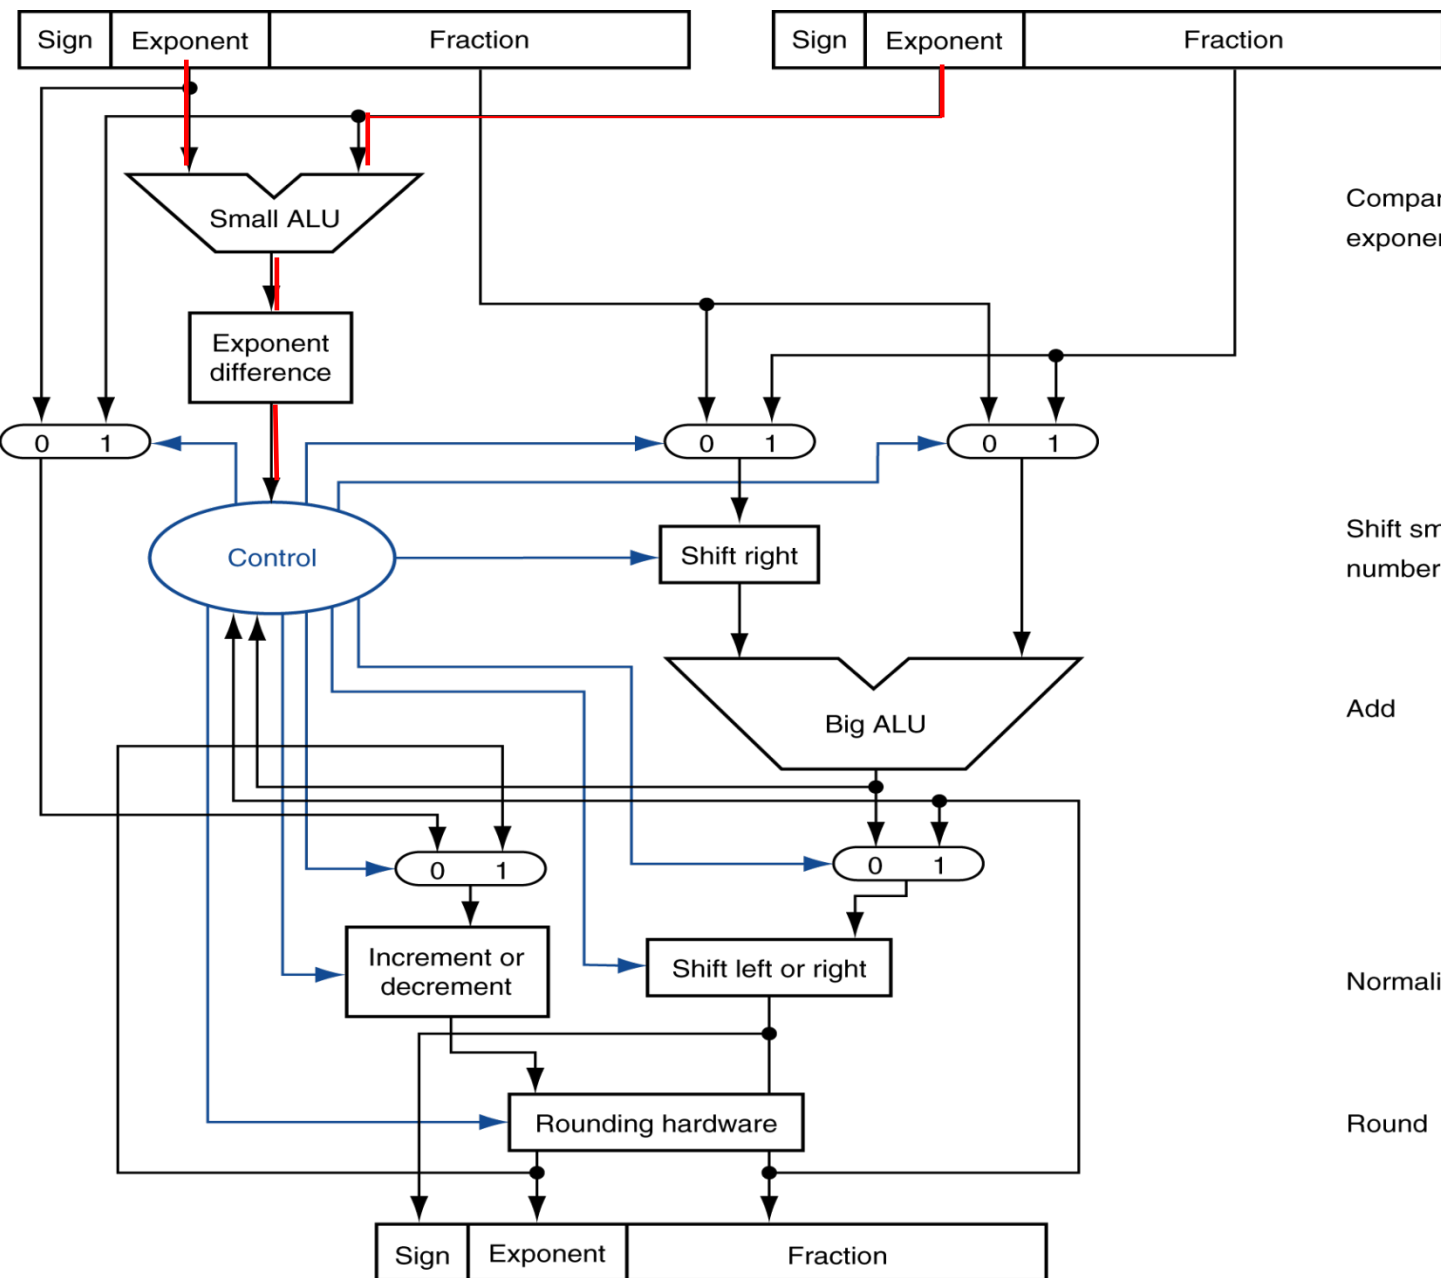 Sign Exponent Fraction Sign Exponent Fraction
Small ALU
Exponent
difference
0 1 0 1 0 1
Control
Shift right
Big ALU
Add
0 1 0 1
Increment or
decrement
Shift left or right
Rounding hardware
Round
Sign Exponent Fraction